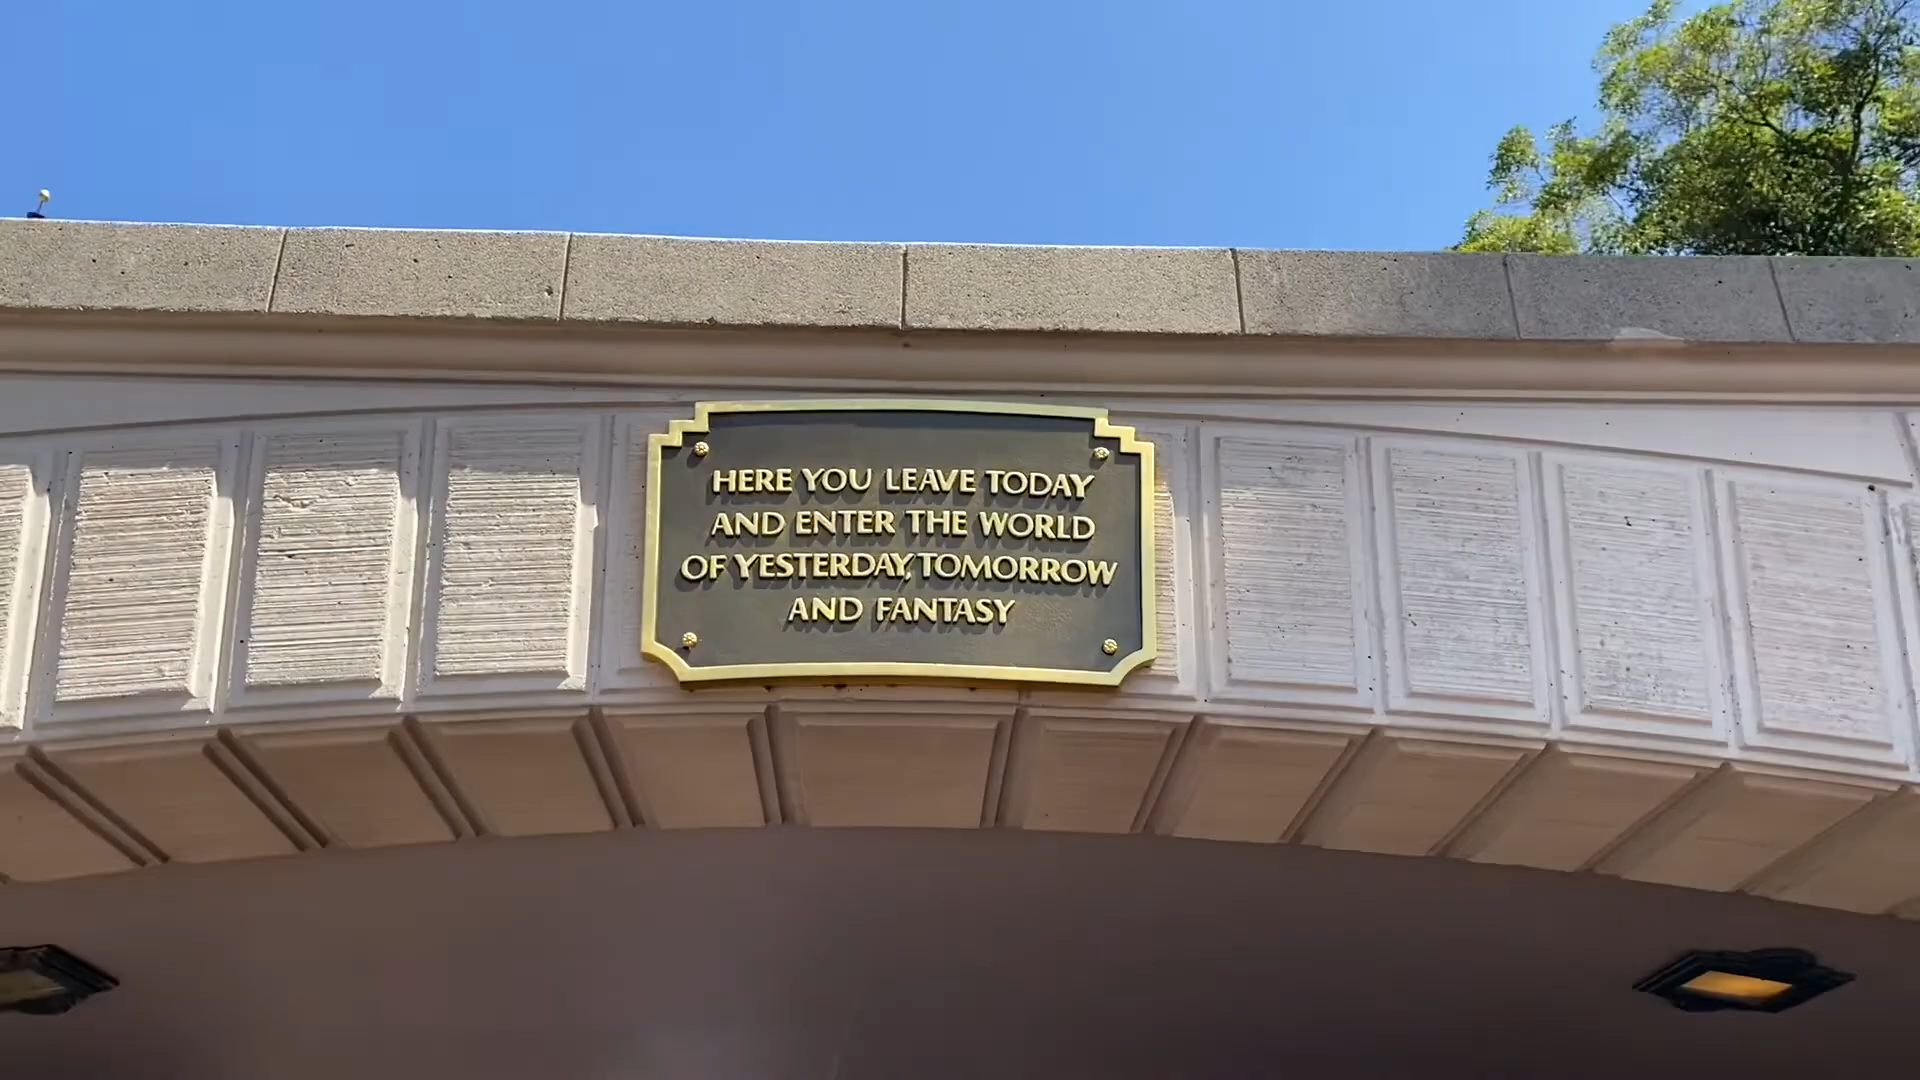 HERE YOU LEAVE TODAY
AND ENTER THE WORLD
OF YESTERDAY, TOMORROW
AND FANTASY